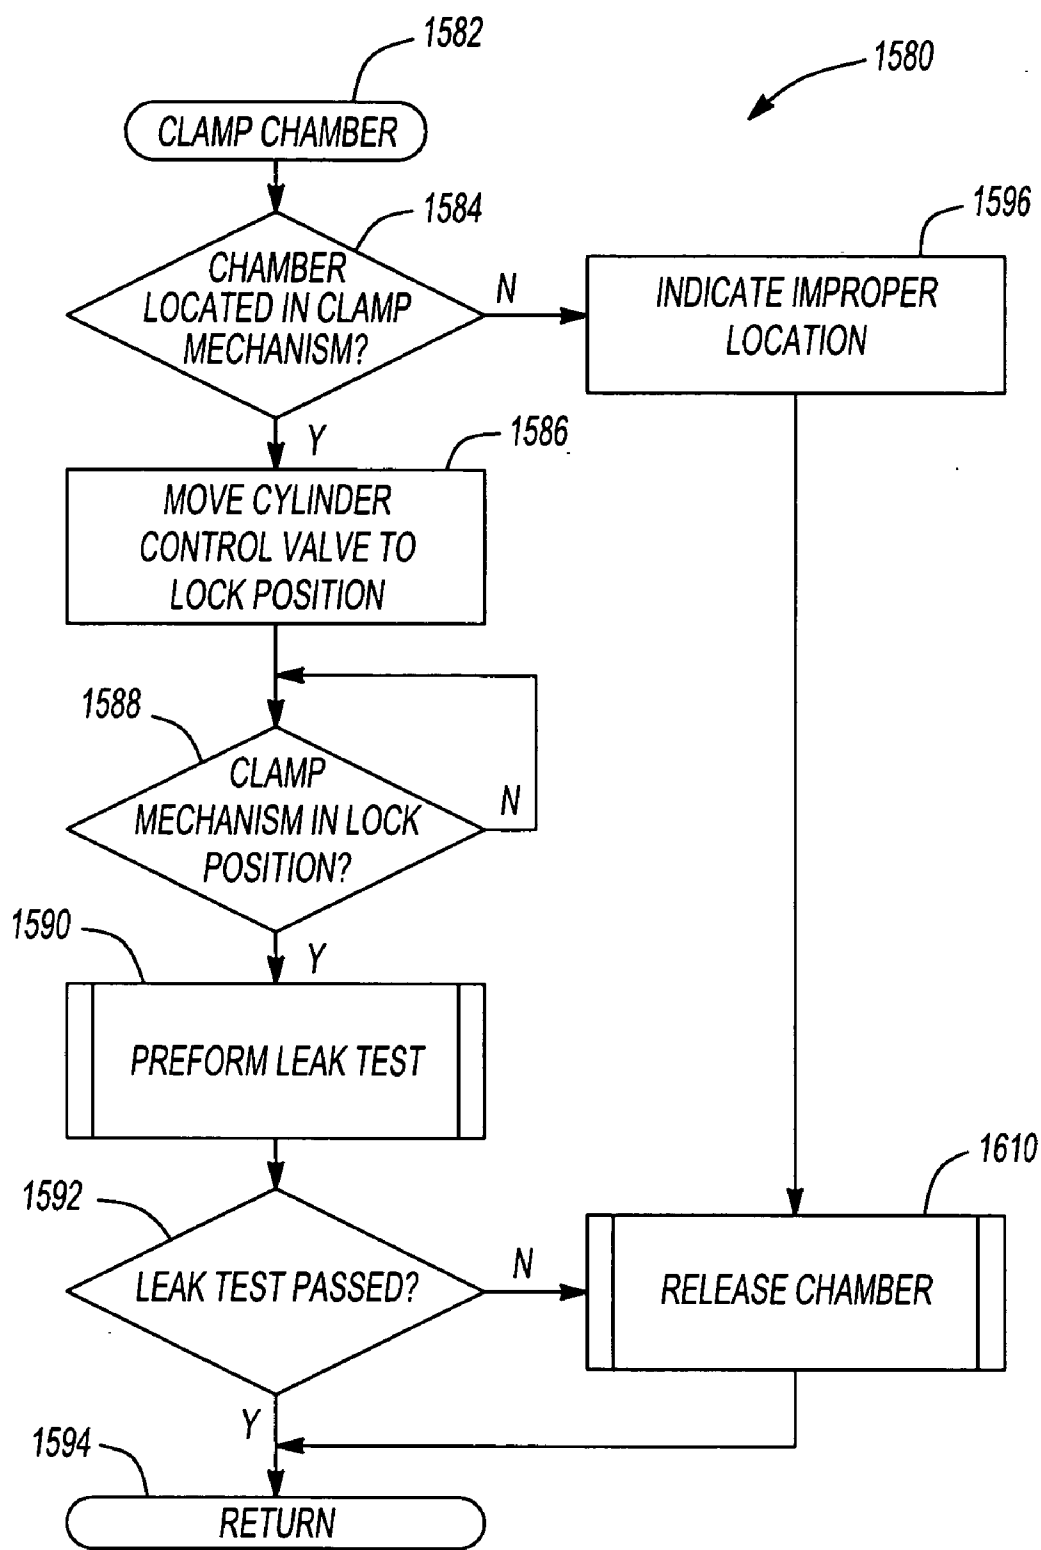 1582
1580
CLAMP CHAMBER
1584
1596
CHAMBER
LOCATED IN CLAMP
MECHANISM?
N
INDICATE IMPROPER
LOCATION
Y
1586
MOVE CYLINDER
CONTROL VALVE TO
LOCK POSITION
1588
CLAMP
MECHANISM IN LOCK
POSITION?
N
1590
Y
PREFORM LEAK TEST
1610
1592
LEAK TEST PASSED?
N
RELEASE CHAMBER
Y
1594
RETURN